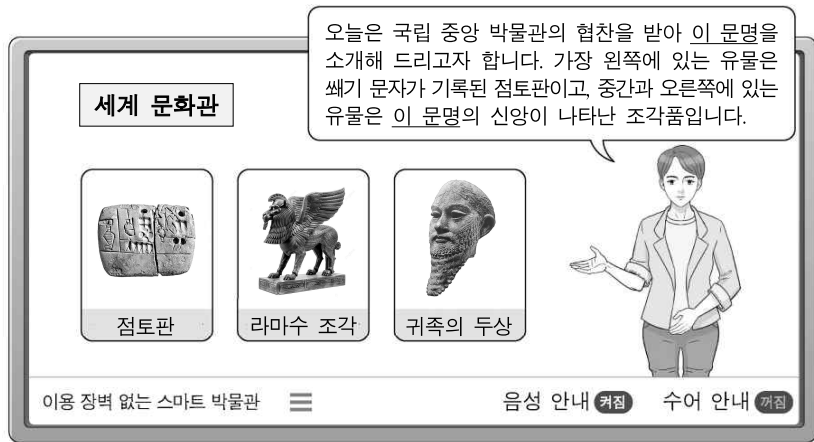 오늘은 국립 중앙 박물관의 협찬을 받아 이 문명을
소개해 드리고자 합니다. 가장 왼쪽에 있는 유물은
쐐기 문자가 기록된 점토판이고, 중간과 오른쪽에 있는
유물은 이 문명의 신앙이 나타난 조각품입니다.
세계 문화관
점토판
라마수 조각
귀족의 두상
이용 장벽 없는 스마트 박물관
음성 안내 켜짐
수어 안내 꺼짐